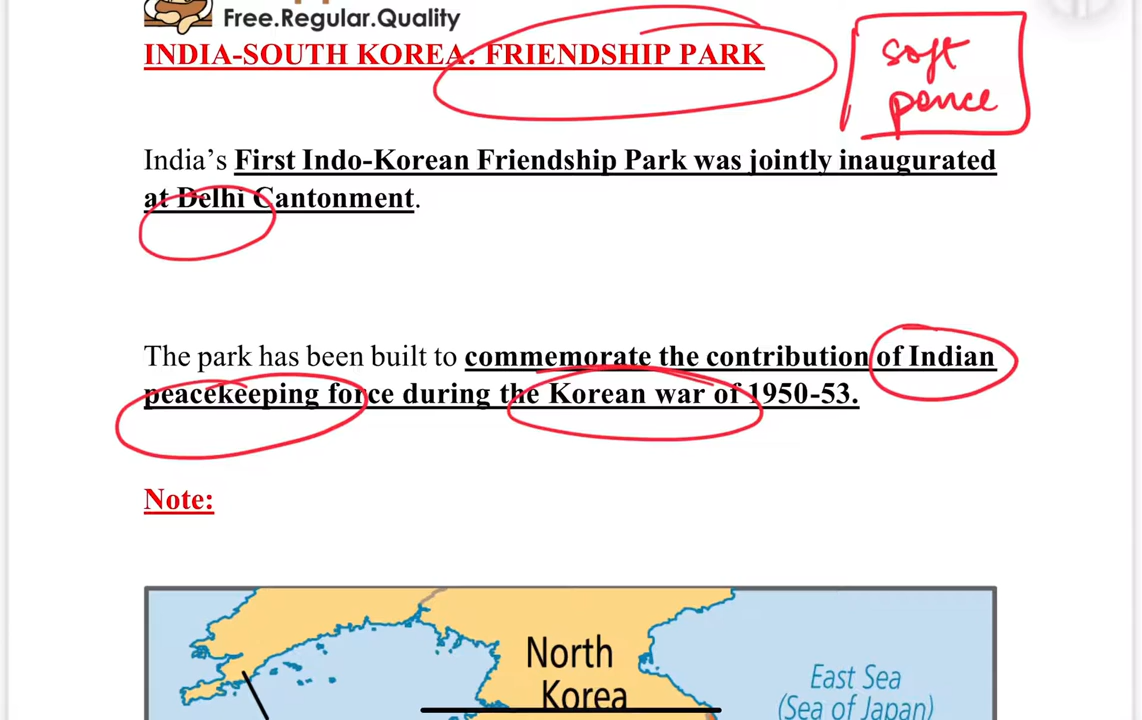 Free.Regular.Quality
INDIA-SOUTH KOREA: FRIENDSHIP PARK
soft
India's First Indo-Korean Friendship Park was jointly inaugurated
at Delhi Cantonment.
The park has been built to commemorate the contribution of Indian
peacekeeping force during the Korean war of 1950-53.
Note:
North
Korea
East Sea
(Sea of Japan)